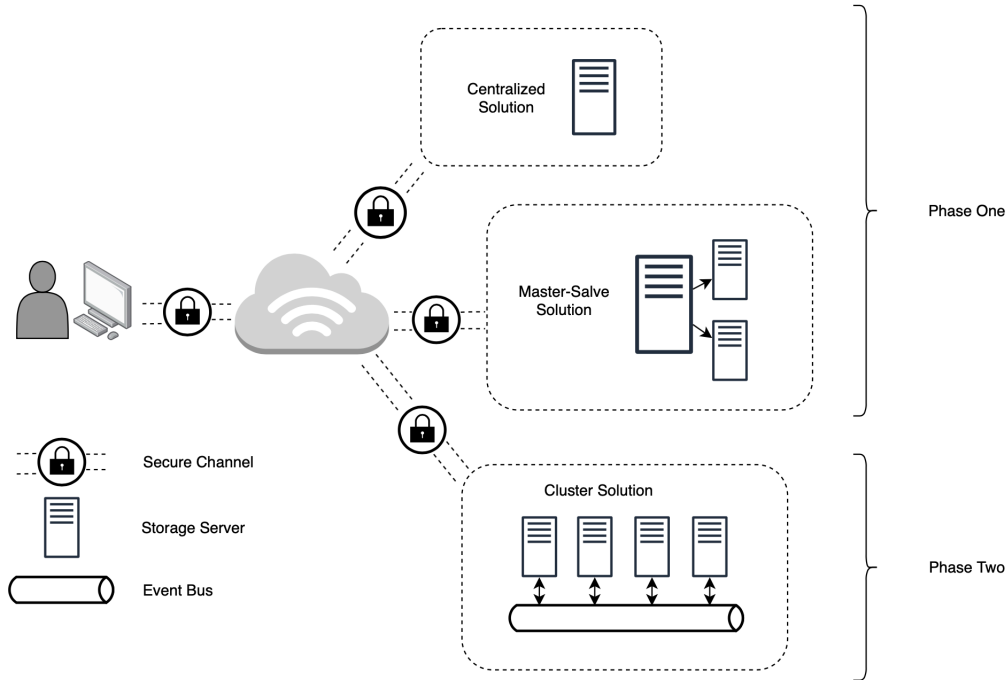 Centralized
Solution
Phase One
Master-Salve
Solution
Secure Channel
Cluster Solution
Storage Server
Phase Two
Event Bus